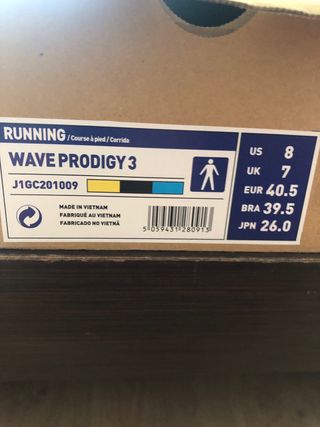 RUNNING / Course à pied / Corrida
WAVE PRODIGY 3
J1GC201009
MADE IN VIETNAM
FABRIQUÉ AU VIETNAM
FABRICADO NO VIETNÃ
5 059431 280913
US 8
UK 7
EUR 40.5
BRA 39.5
JPN 26.0